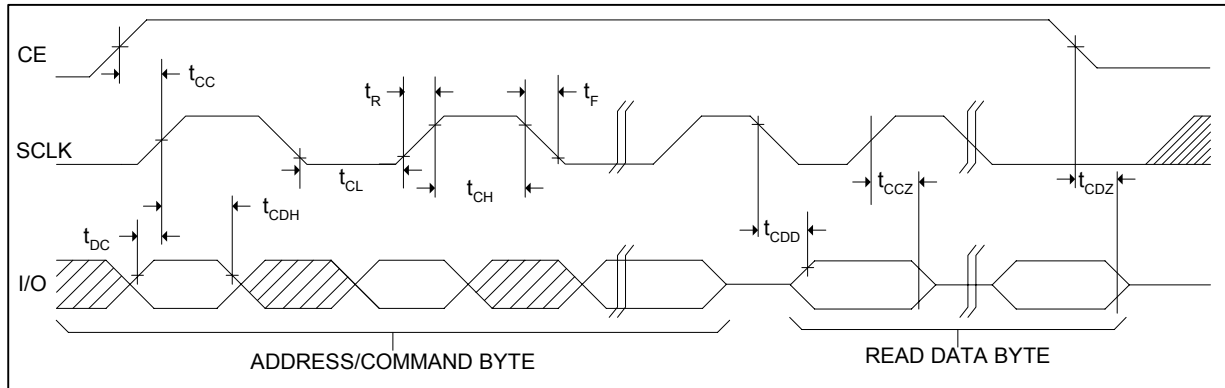 CE
tCC
tR
tF
SCLK
tCL
tCH
tCCZ
tCDZ
tCDH
tDC
tCDD
I/O
ADDRESS/COMMAND BYTE
READ DATA BYTE